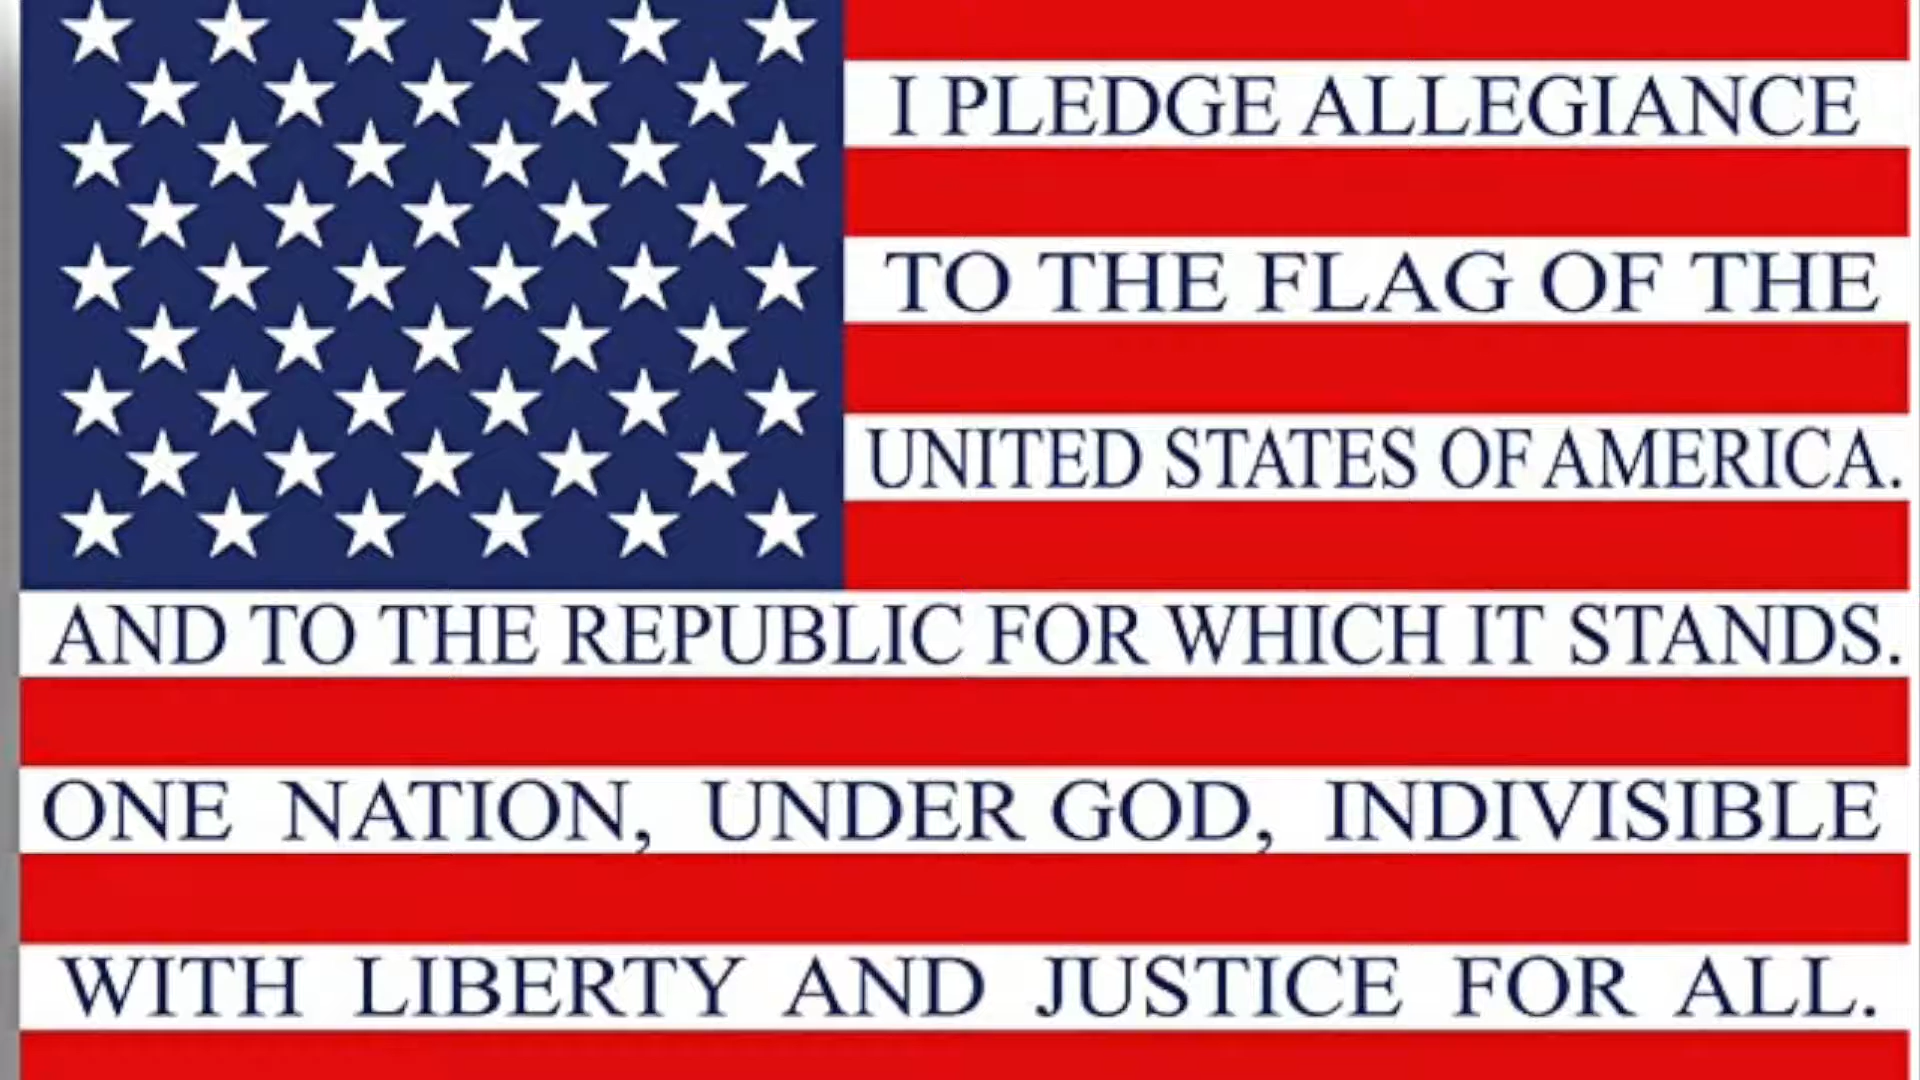 I PLEDGE ALLEGIANCE
TO THE FLAG OF THE
UNITED STATES OF AMERICA.
AND TO THE REPUBLIC FOR WHICH IT STANDS.
ONE NATION, UNDER GOD, INDIVISIBLE
WITH LIBERTY AND JUSTICE FOR ALL.